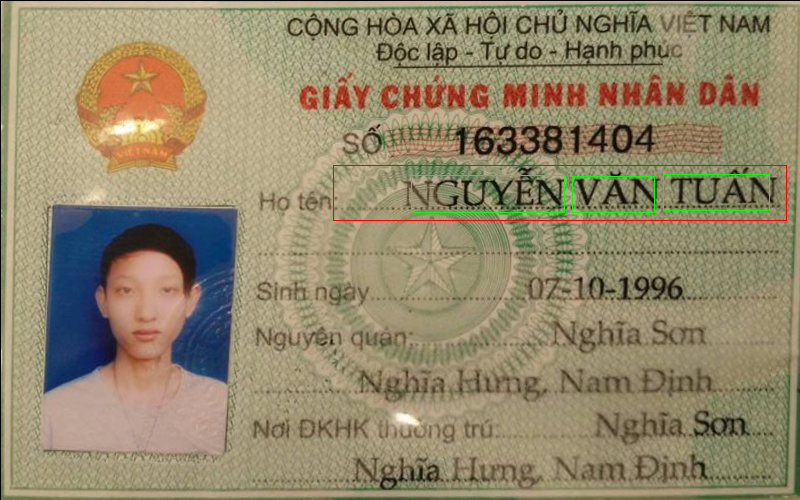 CỘNG HÒA XÃ HỘI CHỦ NGHĨA VIỆT NAM
Độc lập - Tự do - Hạnh phúc
GIẤY CHỨNG MINH NHÂN DÂN
SỐ 163381404
Họ tên: NGUYỄN VĂN TUẤN
Sinh ngày 07-10-1996
Nguyên quán: Nghĩa Sơn
Nghĩa Hưng, Nam Định
Nơi ĐKHK thường trú: Nghĩa Sơn
Nghĩa Hưng, Nam Định
VIỆT NAM